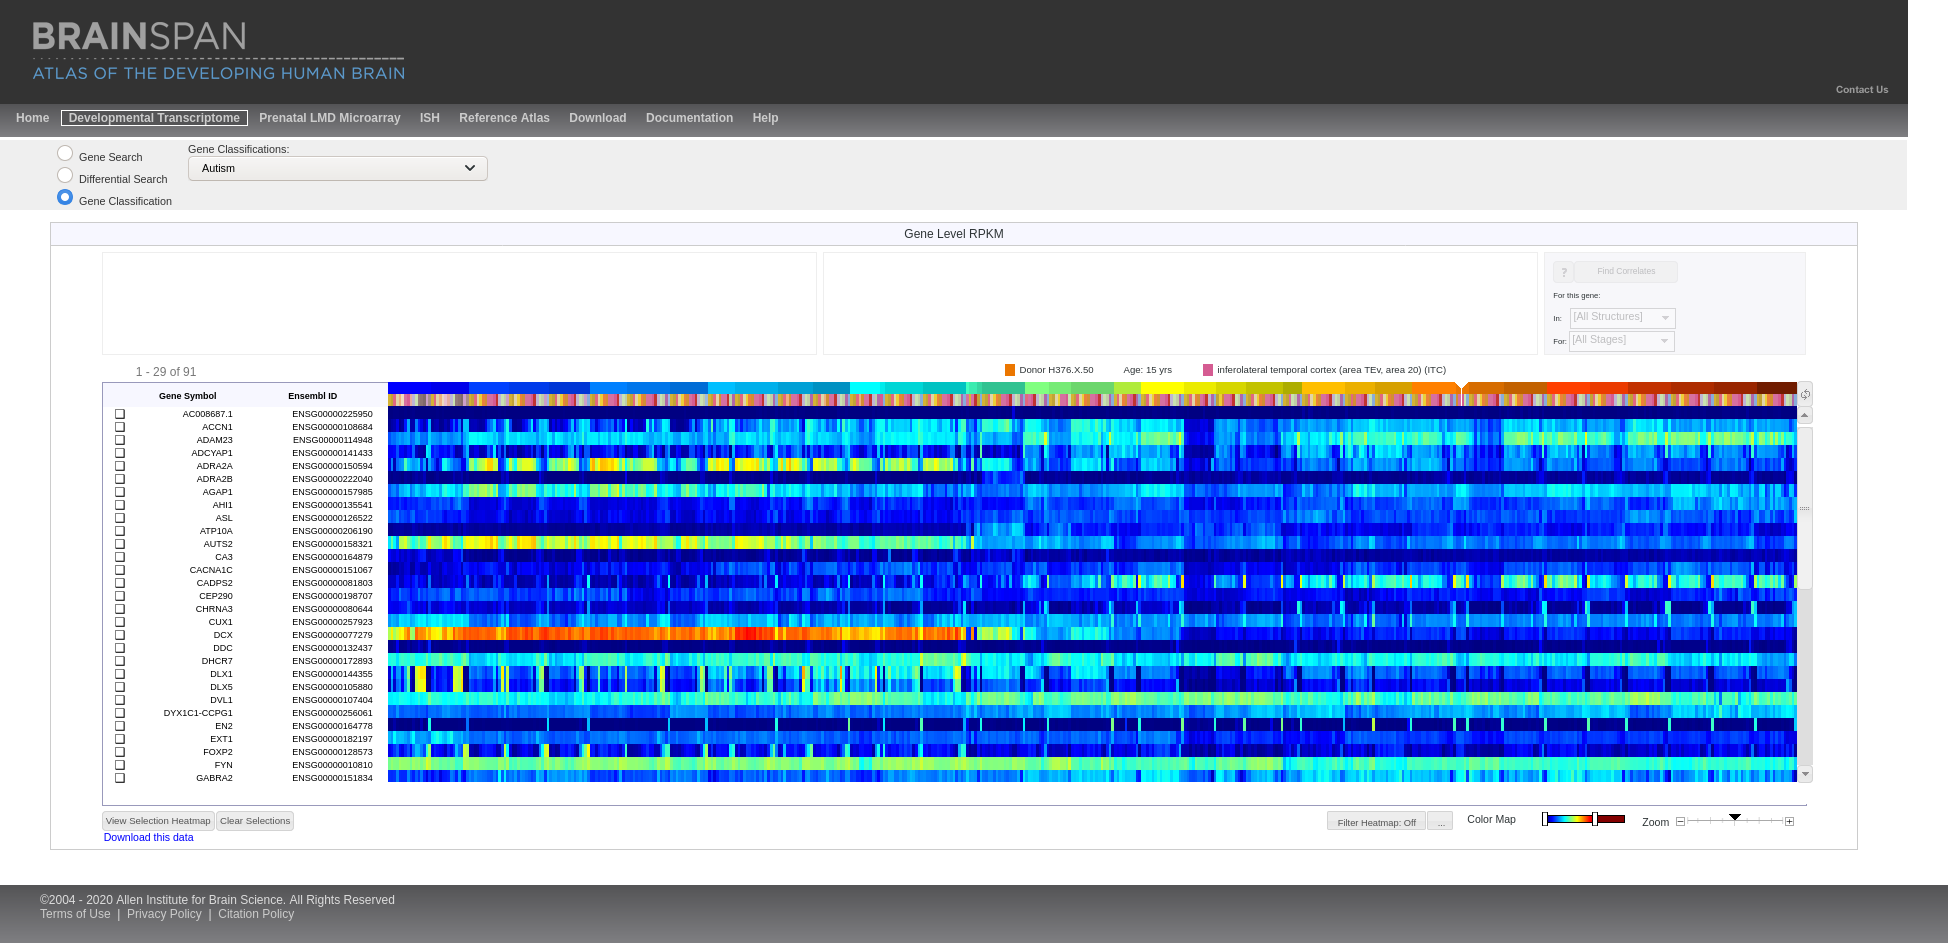 BRAINSPAN
ATLAS OF THE DEVELOPING HUMAN BRAIN
Contact Us
Home Developmental Transcriptome Prenatal LMD Microarray ISH Reference Atlas Download Documentation Help
Gene Search
Differential Search
Gene Classification
Gene Classifications:
Autism
Gene Level RPKM
? Find Correlates
For this gene:
In: [All Structures]
For: [All Stages]
1 - 29 of 91
Donor H376.X.50 Age: 15 yrs inferolateral temporal cortex (area TEv, area 20) (ITC)
Gene Symbol Ensembl ID
AC008687.1 ENSG00000225950
ACCN1 ENSG00000108684
ADAM23 ENSG00000114948
ADCYAP1 ENSG00000141433
ADRA2A ENSG00000150594
ADRA2B ENSG00000222040
AGAP1 ENSG00000157985
AHI1 ENSG00000135541
ASL ENSG00000126522
ATP10A ENSG00000206190
AUTS2 ENSG00000158321
CA3 ENSG00000164879
CACNA1C ENSG00000151067
CADPS2 ENSG00000081803
CEP290 ENSG00000198707
CHRNA3 ENSG00000080644
CUX1 ENSG00000257923
DCX ENSG00000077279
DDC ENSG00000132437
DHCR7 ENSG00000172893
DLX1 ENSG00000144355
DLX5 ENSG00000105880
DVL1 ENSG00000107404
DYX1C1-CCPG1 ENSG00000256061
EN2 ENSG00000164778
EXT1 ENSG00000182197
FOXP2 ENSG00000128573
FYN ENSG00000010810
GABRA2 ENSG00000151834
View Selection Heatmap Clear Selections
Filter Heatmap: Off ... Color Map Zoom
Download this data
©2004 - 2020 Allen Institute for Brain Science. All Rights Reserved
Terms of Use | Privacy Policy | Citation Policy